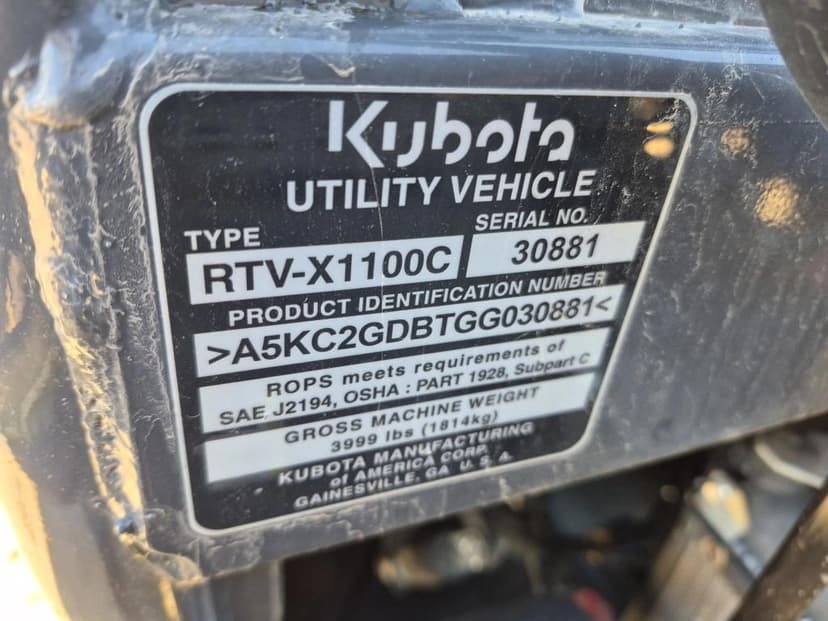 Kubota
UTILITY VEHICLE
TYPE
SERIAL NO.
RTV-X1100C
30881
PRODUCT IDENTIFICATION NUMBER
>A5KC2GDBTGG030881<
ROPS meets requirements of
SAE J2194, OSHA : PART 1928, Subpart C
GROSS MACHINE WEIGHT
3999 lbs (1814kg)
KUBOTA MANUFACTURING
of AMERICA CORP.
GAINESVILLE, GA U. S. A.